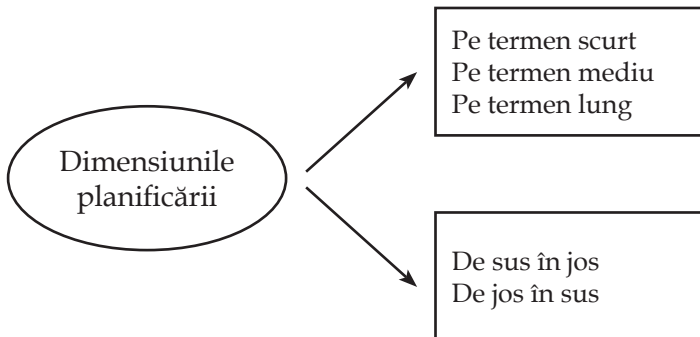 Dimensiunile
planificării
Pe termen scurt
Pe termen mediu
Pe termen lung
De sus în jos
De jos în sus